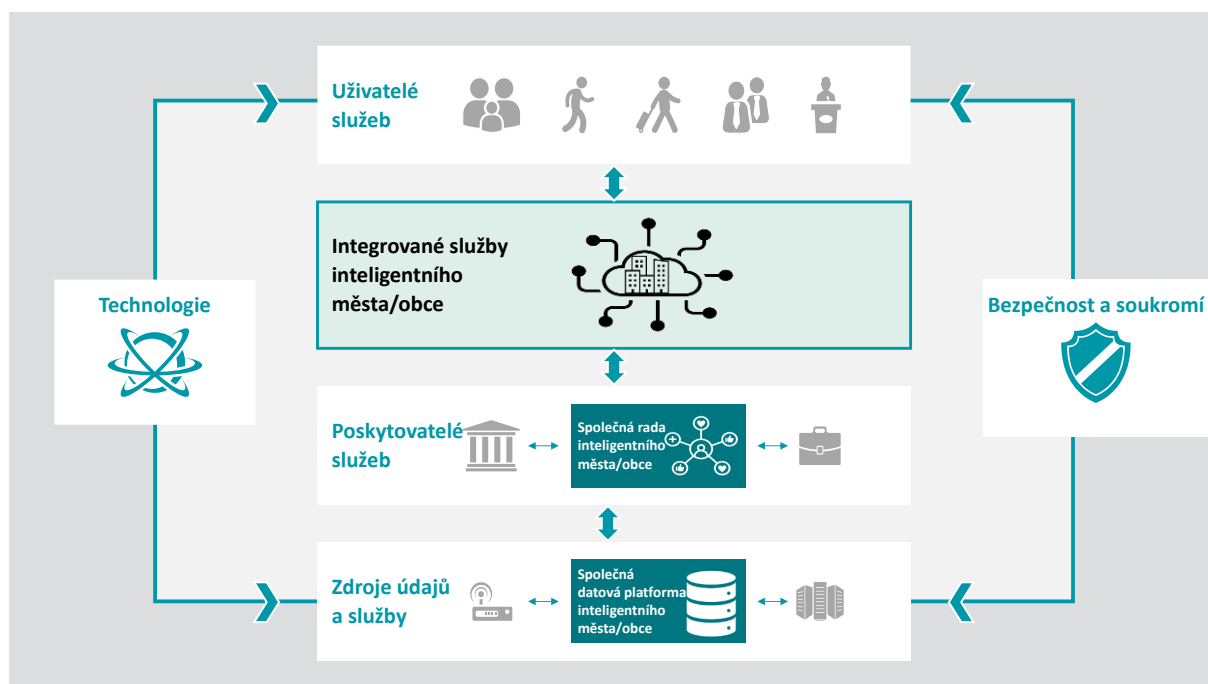 Uživatelé
služeb
Integrované služby
inteligentního
města/obce
Technologie
Bezpečnost a soukromí
Poskytovatelé
služeb
Společná rada
inteligentního
města/obce
Zdroje údajů
a služby
Společná
datová platforma
inteligentního
města/obce